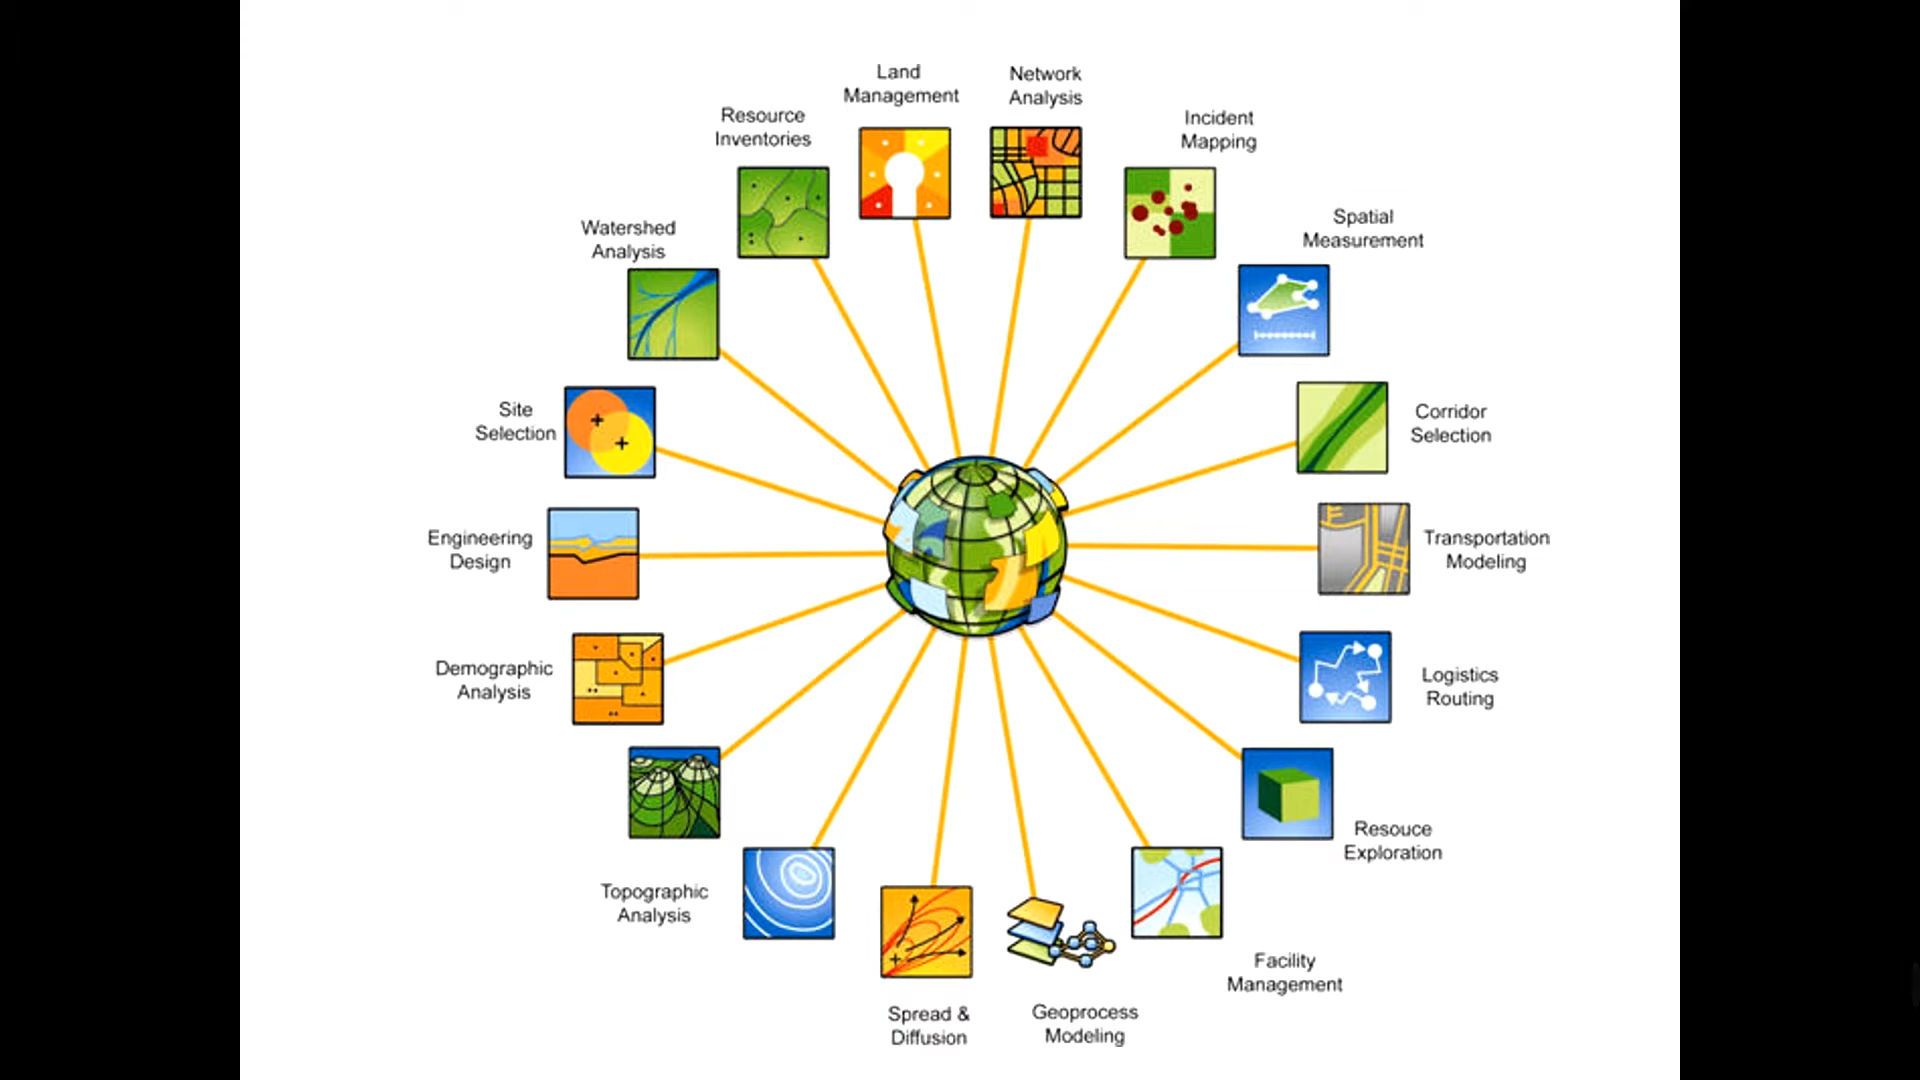 Land
Management
Network
Analysis
Resource
Inventories
Incident
Mapping
Watershed
Analysis
Spatial
Measurement
Site
Selection
Corridor
Selection
Engineering
Design
Transportation
Modeling
Demographic
Analysis
Logistics
Routing
Resouce
Exploration
Topographic
Analysis
Facility
Management
Spread &
Diffusion
Geoprocess
Modeling